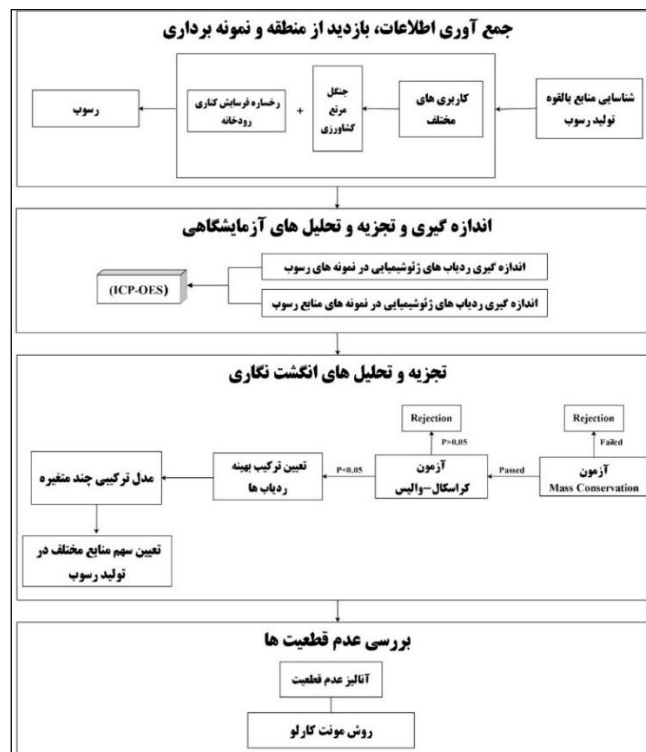 جمع آوری اطلاعات، بازدید از منطقه و نمونه برداری
شناسایی منابع بالقوه
تولید رسوب
کاربری های
مختلف
جنگل
مرتع
کشاورزی
+
رخساره فرسایش کناری
رودخانه
رسوب
اندازه گیری و تجزیه و تحلیل های آزمایشگاهی
اندازه گیری ردیاب های ژئوشیمیایی در نمونه های رسوب
اندازه گیری ردیاب های ژئوشیمیایی در نمونه های منابع رسوب
(ICP-OES)
تجزیه و تحلیل های انگشت نگاری
Rejection
Failed
آزمون
Mass Conservation
Passed
Rejection
P>0.05
آزمون
کراسکال-والیس
P<0.05
تعیین ترکیب بهینه
ردیاب ها
مدل ترکیبی چند متغیره
تعیین سهم منابع مختلف در
تولید رسوب
بررسی عدم قطعیت ها
آنالیز عدم قطعیت
روش مونت کارلو